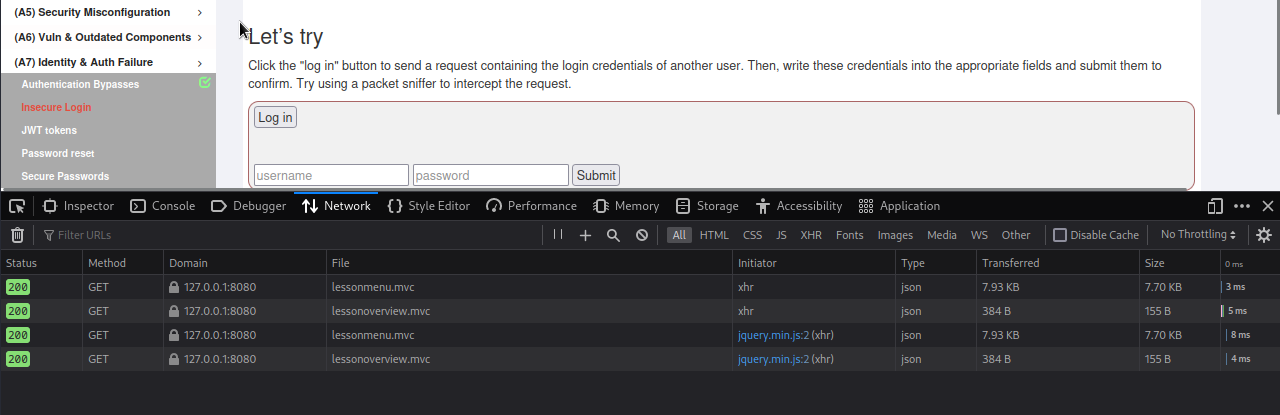 (A5) Security Misconfiguration
(A6) Vuln & Outdated Components
(A7) Identity & Auth Failure
Authentication Bypasses
Insecure Login
JWT tokens
Password reset
Secure Passwords
Let's try
Click the "log in" button to send a request containing the login credentials of another user. Then, write these credentials into the appropriate fields and submit them to
confirm. Try using a packet sniffer to intercept the request.
Log in
username password Submit
Inspector Console Debugger Network Style Editor Performance Memory Storage Accessibility Application
Filter URLs All HTML CSS JS XHR Fonts Images Media WS Other Disable Cache No Throttling
Status Method Domain File Initiator Type Transferred Size 0 ms
200 GET 127.0.0.1:8080 lessonmenu.mvc xhr json 7.93 KB 7.70 KB 3 ms
200 GET 127.0.0.1:8080 lessonoverview.mvc xhr json 384 B 155 B 5 ms
200 GET 127.0.0.1:8080 lessonmenu.mvc jquery.min.js:2 (xhr) json 7.93 KB 7.70 KB 8 ms
200 GET 127.0.0.1:8080 lessonoverview.mvc jquery.min.js:2 (xhr) json 384 B 155 B 4 ms